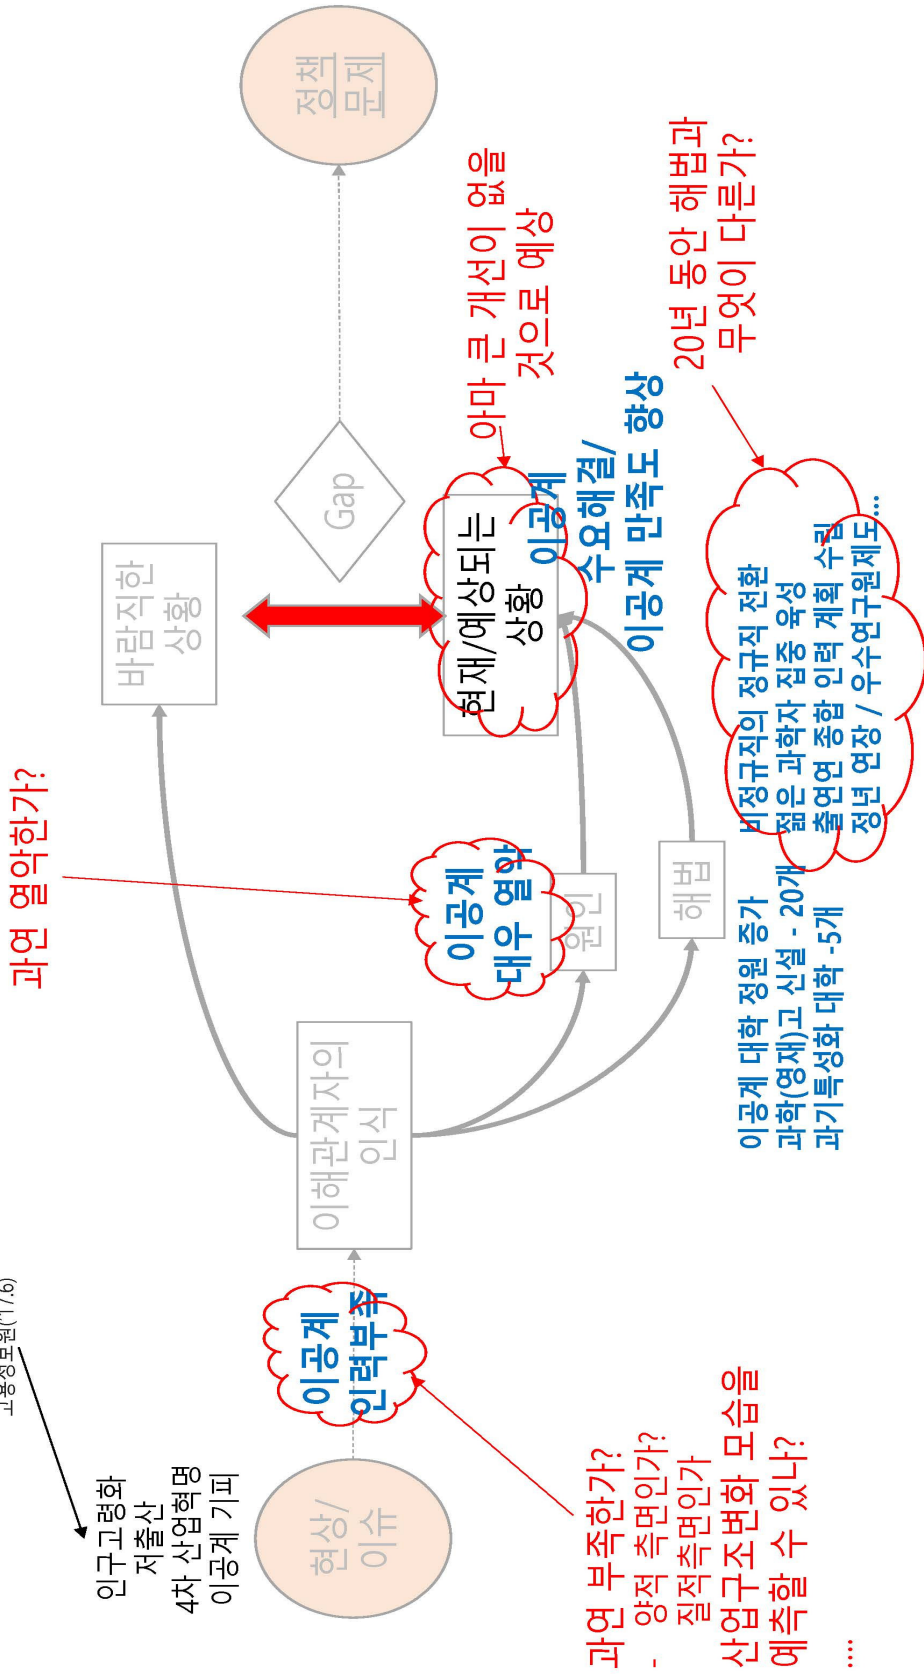 고용정보원('17.6)
인구고령화
저출산
4차 산업혁명
이공계 기피
현상/
이슈
이공계
인력부족
과연 부족한가?
- 양적 측면인가?
질적측면인가
산업구조변화 모습을
예측할 수 있나?
....
이해관계자의
인식
과연 열악한가?
이공계
대우 열악
원인
해법
이공계 대학 정원 증가
과학(영재)고 신설 - 20개
과기특성화 대학 -5개
비정규직의 정규직 전환
젊은 과학자 집중 육성
출연연 종합 인력 계획 수립
정년 연장 / 우수연구원제도...
20년 동안 해법과
무엇이 다른가?
바람직한
상황
현재/예상되는
상황
이공계
수요해결/
이공계 만족도 향상
아마 큰 개선이 없을
것으로 예상
Gap
정책
문제